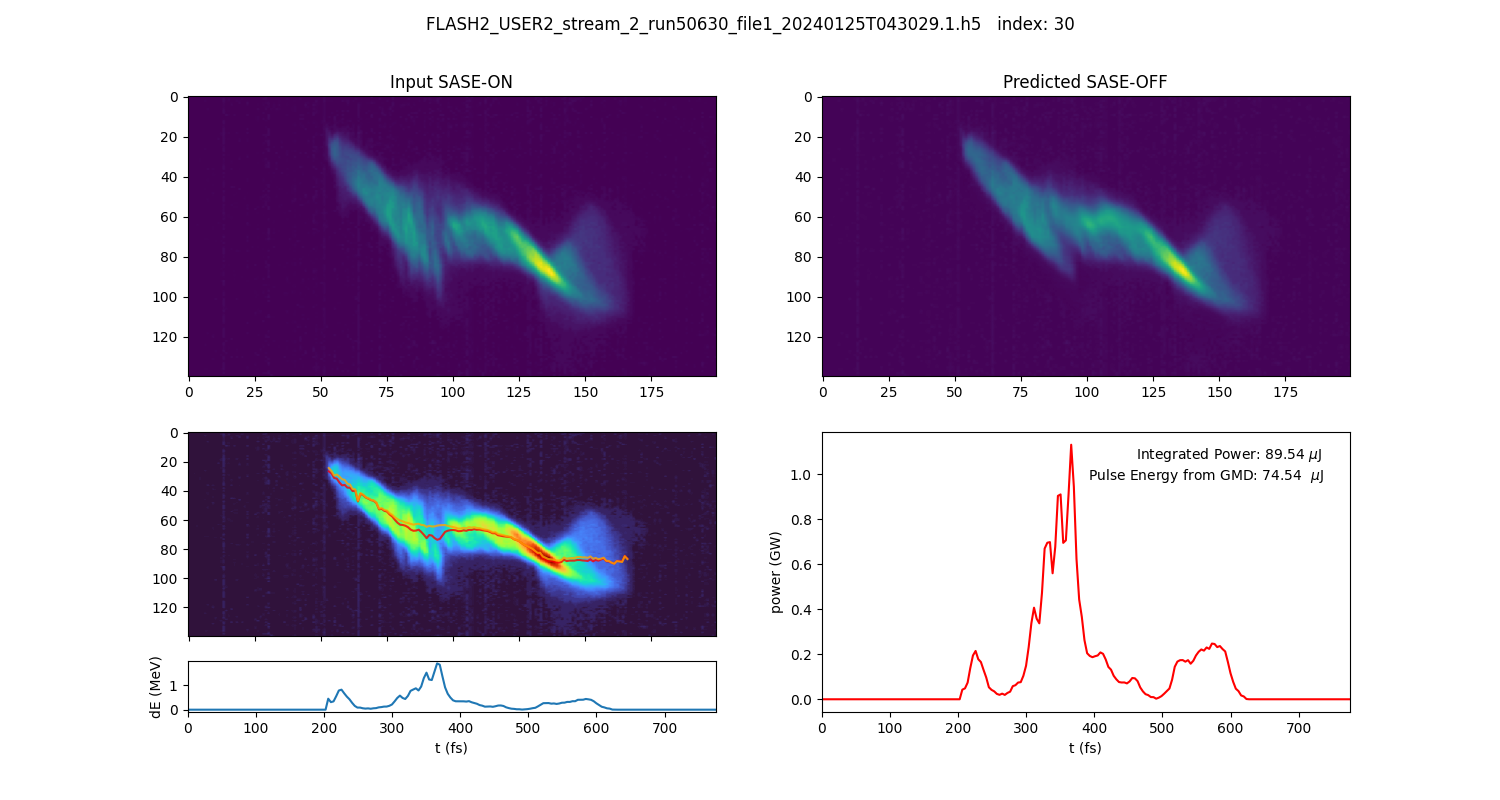 FLASH2_USER2_stream_2_run50630_file1_20240125T043029.1.h5   index: 30
Input SASE-ON
Predicted SASE-OFF
0
20
40
60
80
100
120
0 25 50 75 100 125 150 175
0
20
40
60
80
100
120
0 25 50 75 100 125 150 175
0
20
40
60
80
100
120
dE (MeV)
1
0
0 100 200 300 400 500 600 700
t (fs)
Integrated Power: 89.54 μJ
Pulse Energy from GMD: 74.54  μJ
power (GW)
1.0
0.8
0.6
0.4
0.2
0.0
0 100 200 300 400 500 600 700
t (fs)